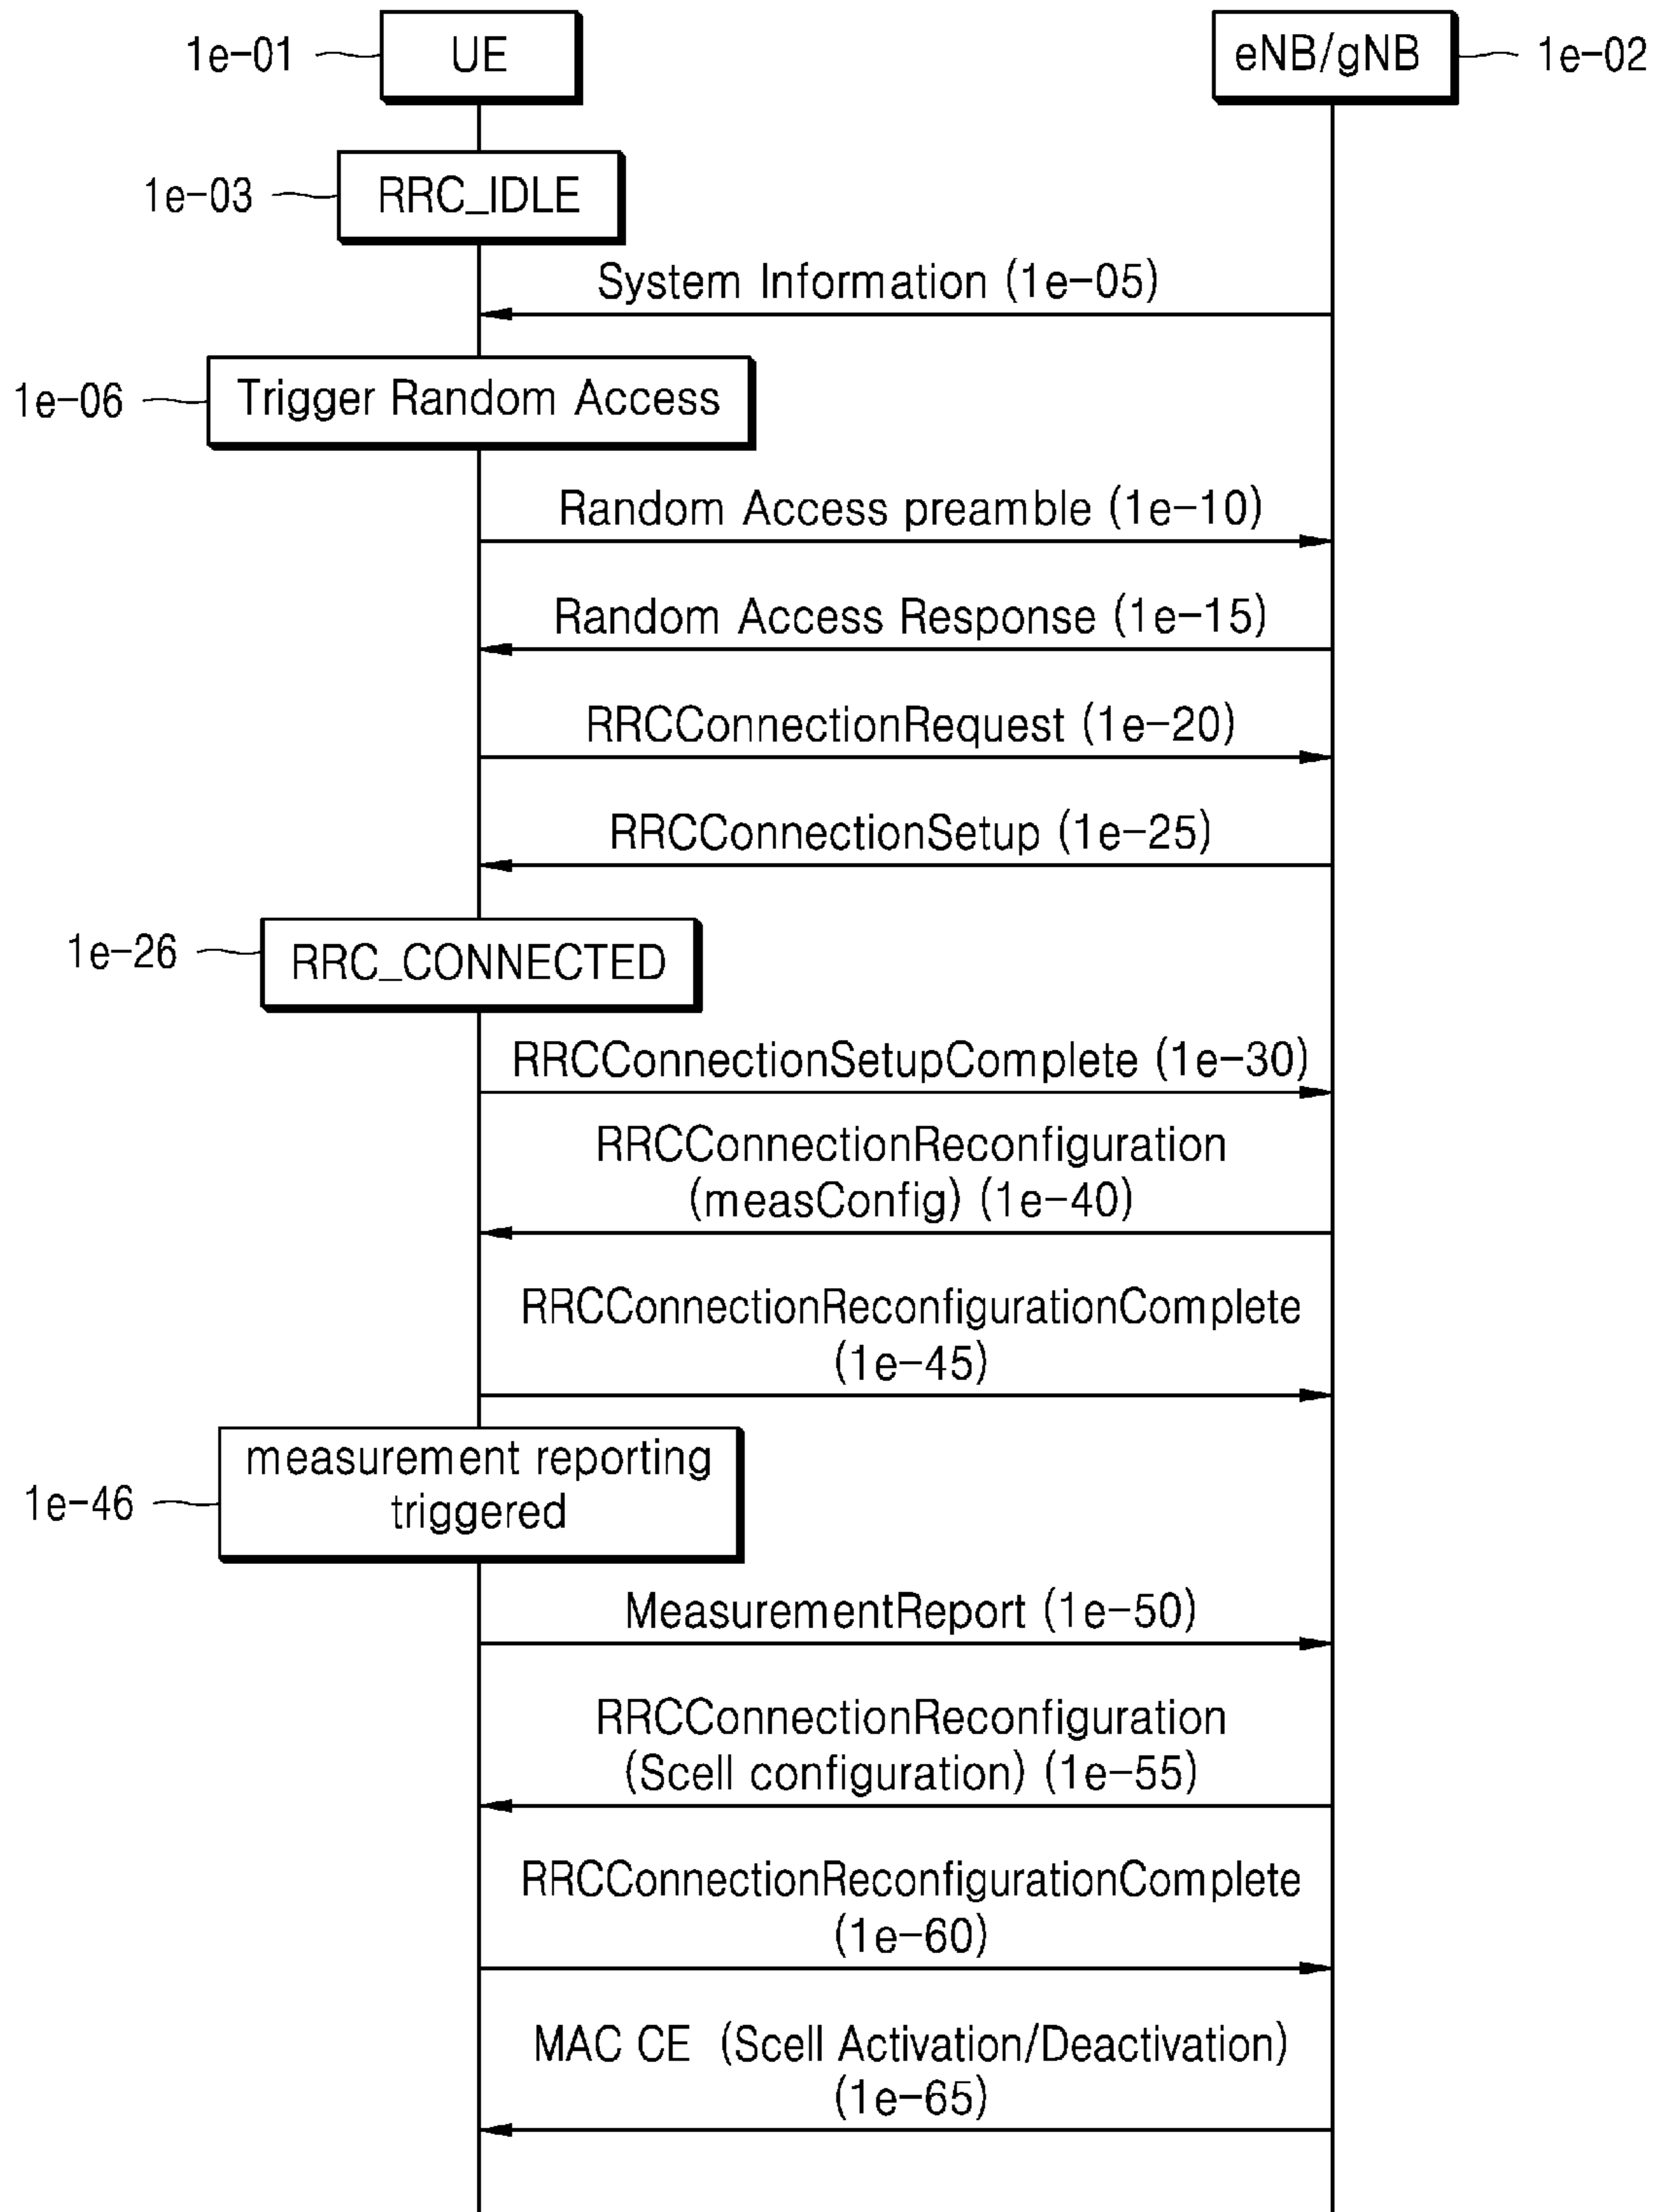 1e-01
UE
eNB/gNB
1e-02
1e-03
RRC_IDLE
System Information (1e-05)
1e-06
Trigger Random Access
Random Access preamble (1e-10)
Random Access Response (1e-15)
RRCConnectionRequest (1e-20)
RRCConnectionSetup (1e-25)
1e-26
RRC_CONNECTED
RRCConnectionSetupComplete (1e-30)
RRCConnectionReconfiguration
(measConfig) (1e-40)
RRCConnectionReconfigurationComplete
(1e-45)
1e-46
measurement reporting
triggered
MeasurementReport (1e-50)
RRCConnectionReconfiguration
(Scell configuration) (1e-55)
RRCConnectionReconfigurationComplete
(1e-60)
MAC CE (Scell Activation/Deactivation)
(1e-65)